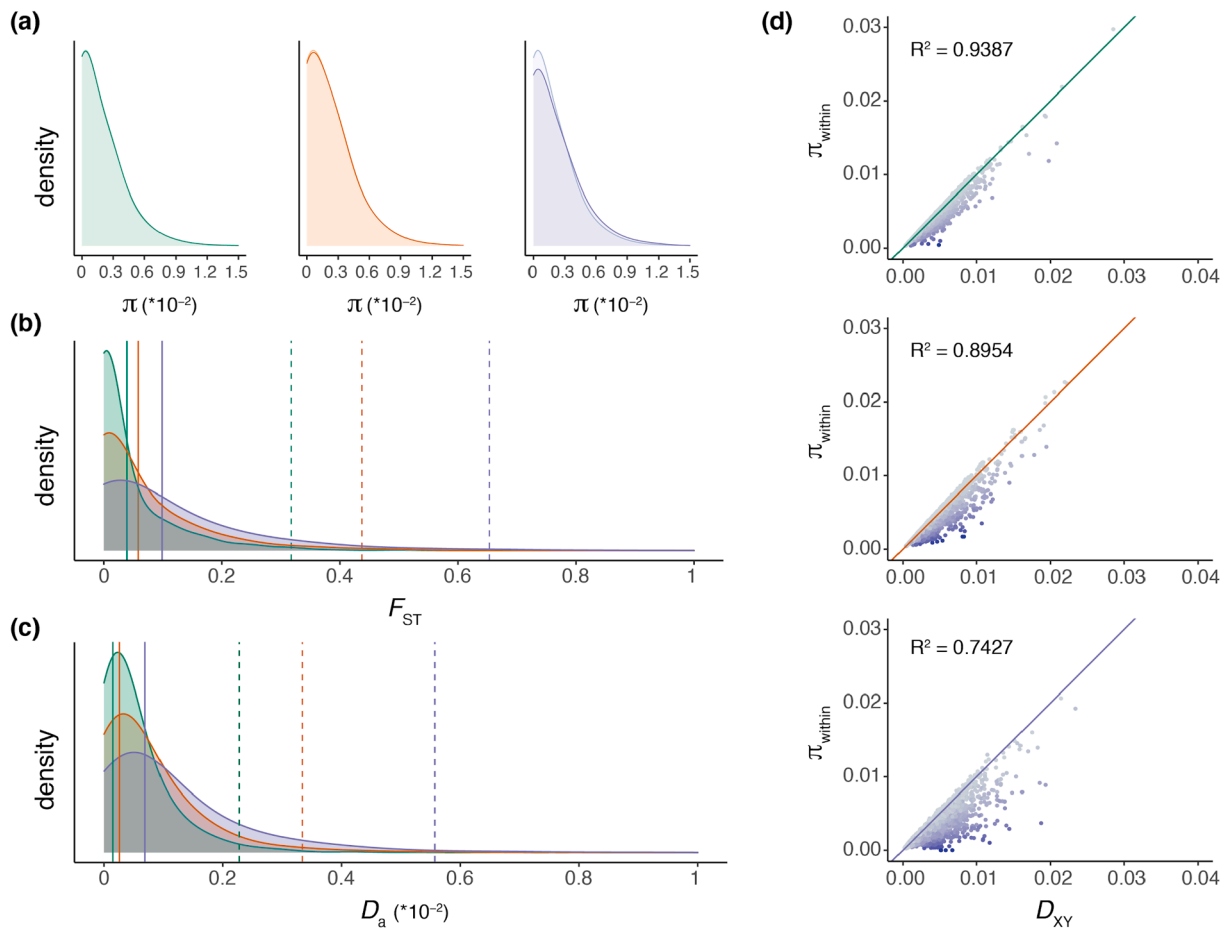 (a)
density
0 0.3 0.6 0.9 1.2 1.5
π (*10⁻²)
0 0.3 0.6 0.9 1.2 1.5
π (*10⁻²)
0 0.3 0.6 0.9 1.2 1.5
π (*10⁻²)
(b)
density
0 0.2 0.4 0.6 0.8 1
F_ST
(c)
density
0 0.2 0.4 0.6 0.8 1
D_a (*10⁻²)
(d)
R² = 0.9387
π_within
0.03
0.02
0.01
0.00
0.00 0.01 0.02 0.03 0.04
R² = 0.8954
π_within
0.03
0.02
0.01
0.00
0.00 0.01 0.02 0.03 0.04
R² = 0.7427
π_within
0.03
0.02
0.01
0.00
0.00 0.01 0.02 0.03 0.04
D_XY